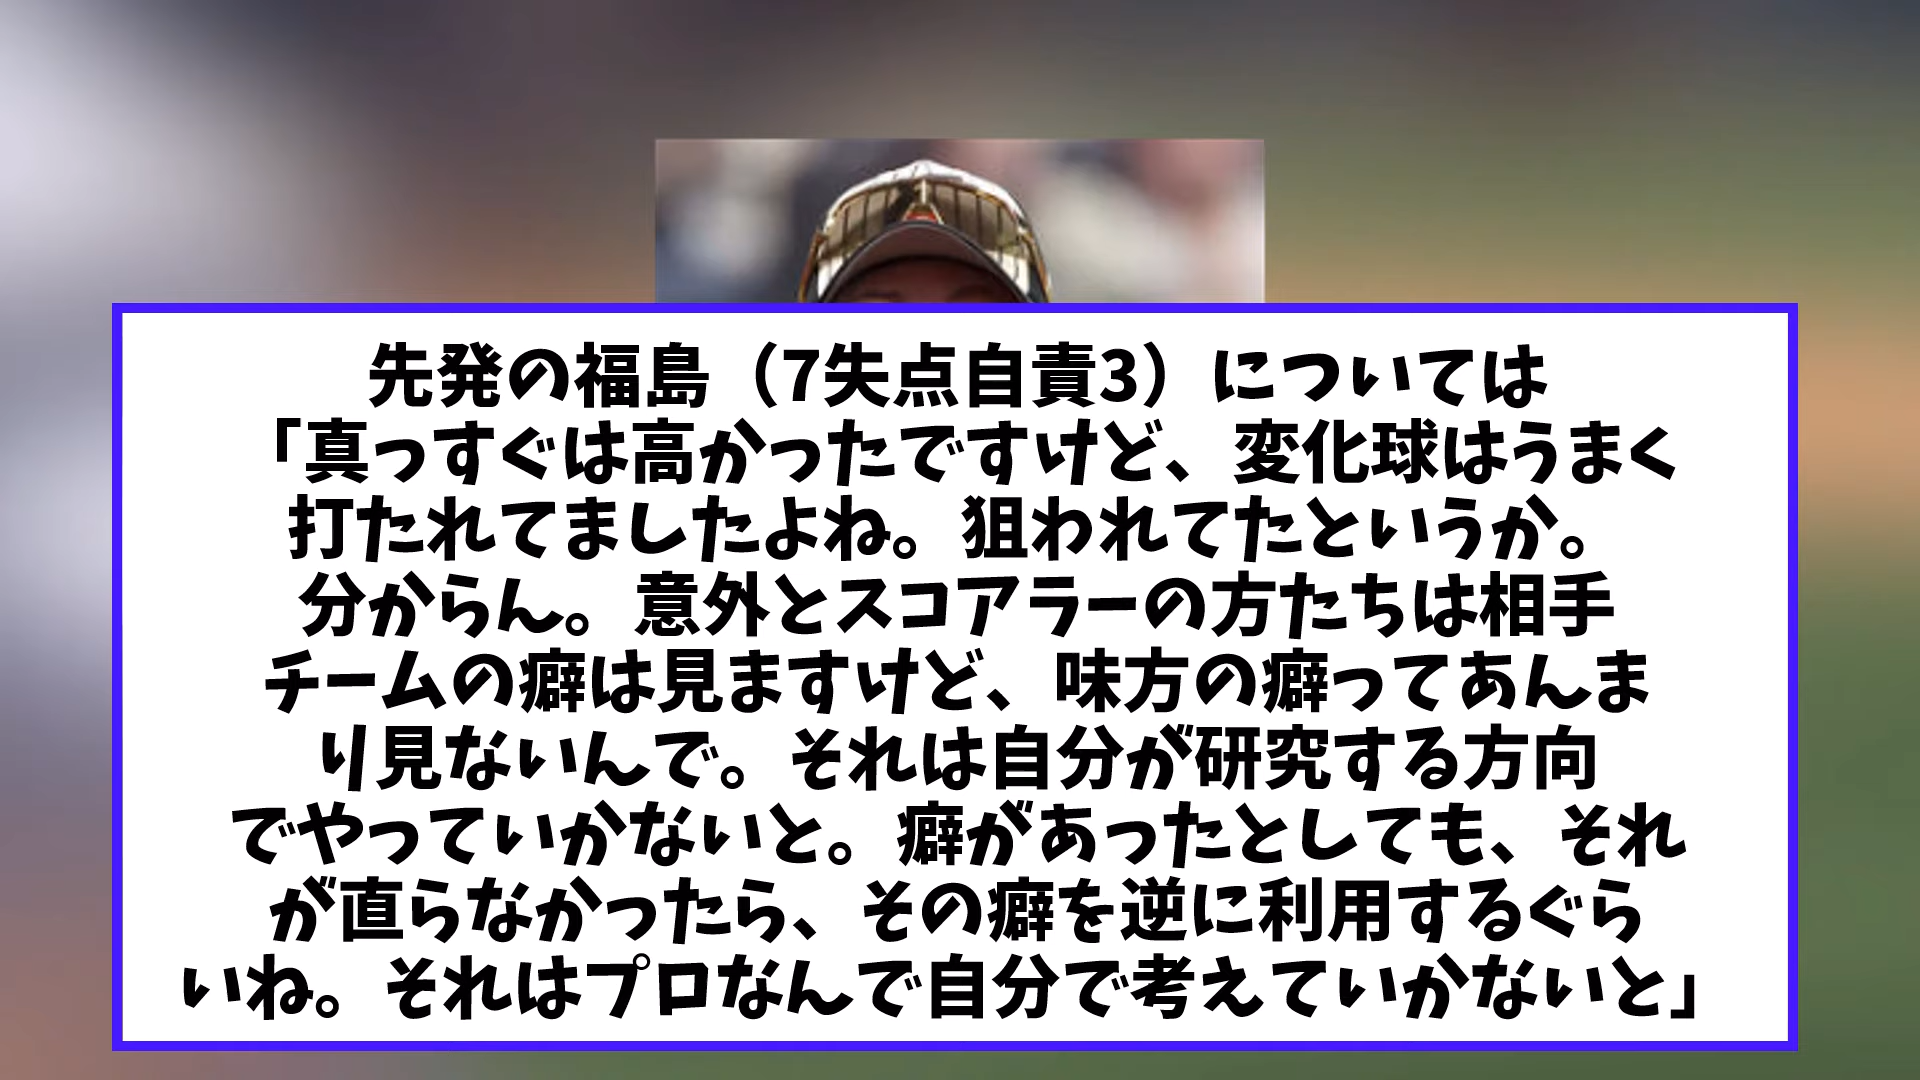 先発の福島（7失点自責3）については
「真っすぐは高かったですけど、変化球はうまく
打たれてましたよね。狙われてたというか。
分からん。意外とスコアラーの方たちは相手
チームの癖は見ますけど、味方の癖ってあんま
り見ないんで。それは自分が研究する方向
でやっていかないと。癖があったとしても、それ
が直らなかったら、その癖を逆に利用するぐら
いね。それはプロなんで自分で考えていかないと」